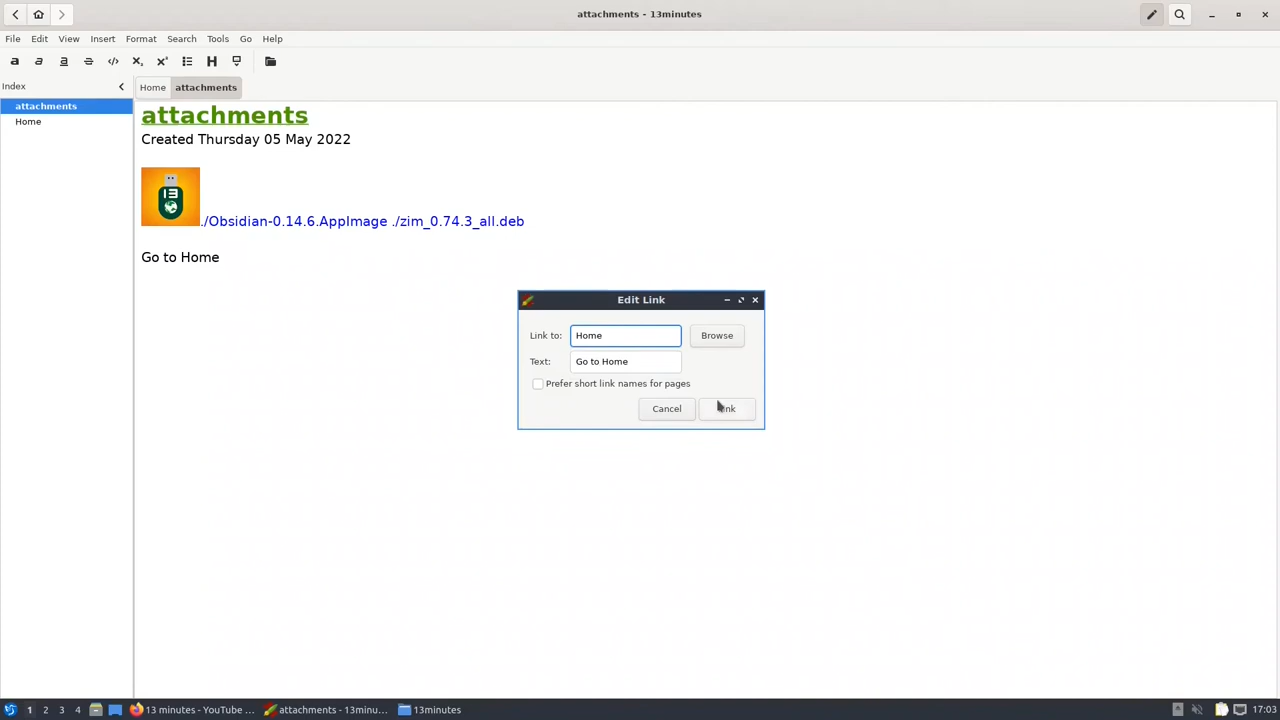 attachments - 13minutes
File Edit View Insert Format Search Tools Go Help
Index
Home attachments
attachments
Home
attachments
Created Thursday 05 May 2022
13
./Obsidian-0.14.6.AppImage ./zim_0.74.3_all.deb
Go to Home
Edit Link
Link to: Home Browse
Text: Go to Home
Prefer short link names for pages
Cancel Link
1 2 3 4 13 minutes - YouTube ... attachments - 13minu... 13minutes 17:03